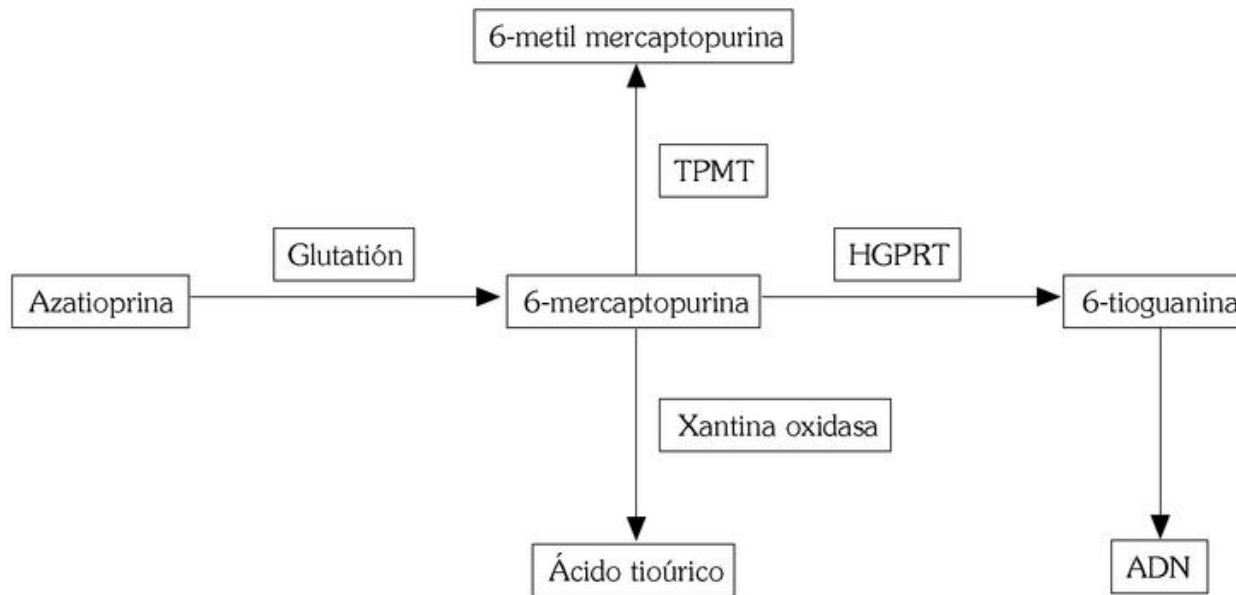 6-metil mercaptopurina
TPMT
Glutatión
HGPRT
Azatioprina
6-mercaptopurina
6-tioguanina
Xantina oxidasa
Ácido tioúrico
ADN